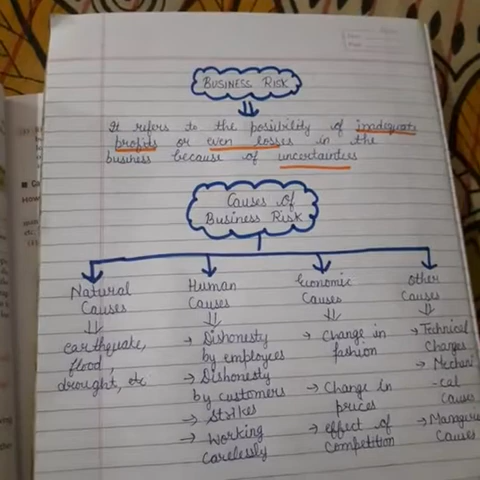 BUSINESS RISK
It refers to the possibility of inadequate
profits or even losses in the
business because of uncertainties
Causes of
Business Risk
Natural
Causes
earthquake,
flood,
drought, etc
Human
Causes
→ Dishonesty
by employees
→ Dishonesty
by customers
→ Strikes
→ Working
carelessly
Economic
Causes
→ Change in
fashion
→ Change in
prices
→ effect of
competition
Other
Causes
→ Technical
→ Mechani
-cal
Causes
Causes